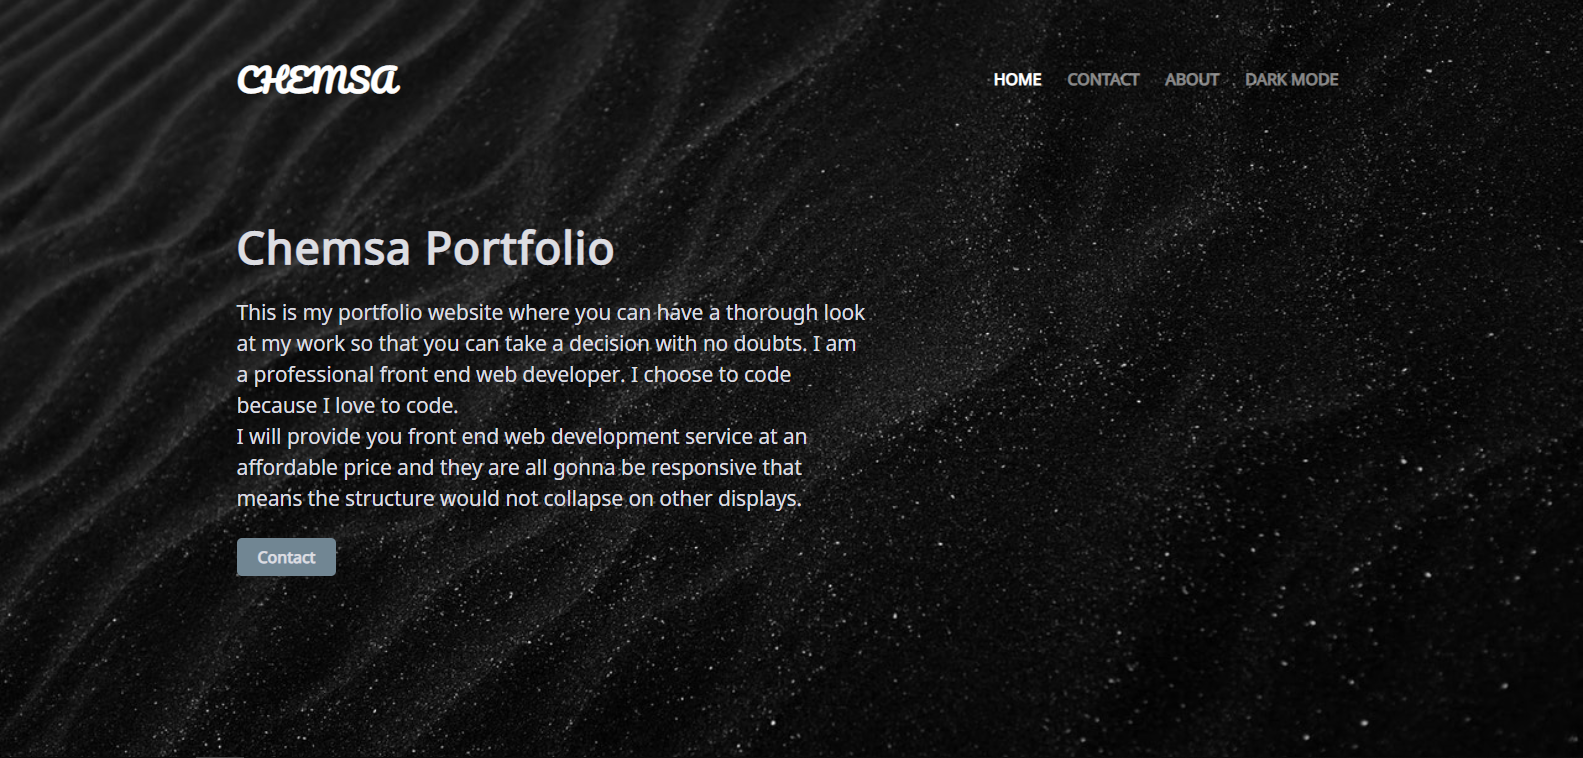 CHEMSA
HOME CONTACT ABOUT DARK MODE
Chemsa Portfolio
This is my portfolio website where you can have a thorough look
at my work so that you can take a decision with no doubts. I am
a professional front end web developer. I choose to code
because I love to code.
I will provide you front end web development service at an
affordable price and they are all gonna be responsive that
means the structure would not collapse on other displays.
Contact